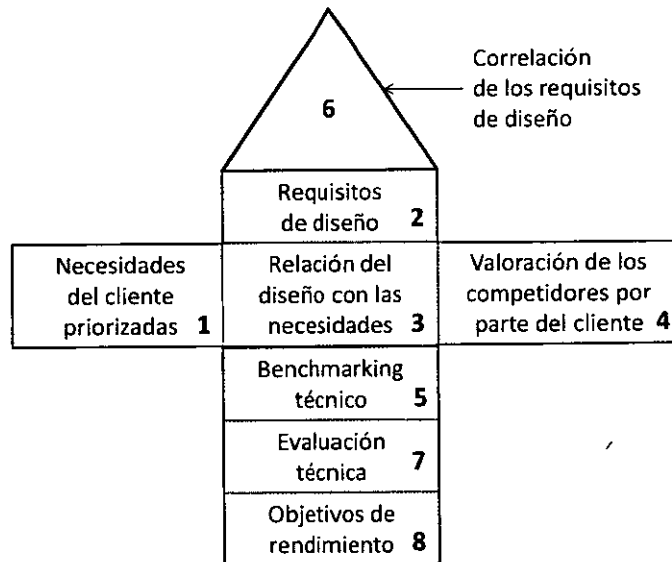 Correlación
de los requisitos
de diseño
6
Requisitos
de diseño 2
Necesidades
del cliente
priorizadas 1
Relación del
diseño con las
necesidades 3
Valoración de los
competidores por
parte del cliente 4
Benchmarking
técnico 5
Evaluación
técnica 7
Objetivos de
rendimiento 8